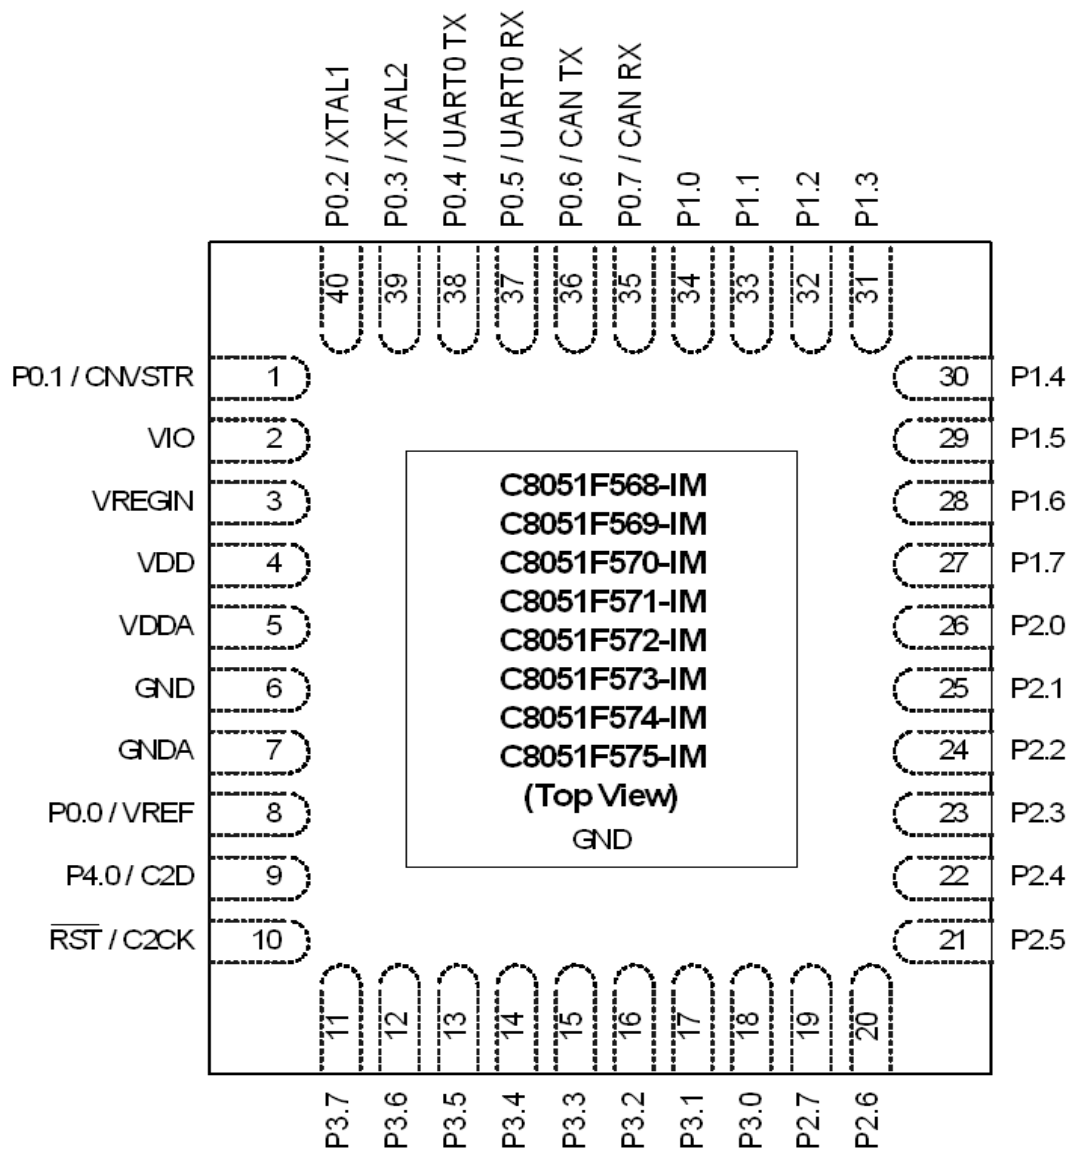 P0.2 / XTAL1
P0.3 / XTAL2
P0.4 / UART0 TX
P0.5 / UART0 RX
P0.6 / CAN TX
P0.7 / CAN RX
P1.0
P1.1
P1.2
P1.3
40
39
38
37
36
35
34
33
32
31
P0.1 / CNVSTR 1
VIO 2
VREGIN 3
VDD 4
VDDA 5
GND 6
GNDA 7
P0.0 / VREF 8
P4.0 / C2D 9
RST / C2CK 10
C8051F568-IM
C8051F569-IM
C8051F570-IM
C8051F571-IM
C8051F572-IM
C8051F573-IM
C8051F574-IM
C8051F575-IM
(Top View)
GND
30 P1.4
29 P1.5
28 P1.6
27 P1.7
26 P2.0
25 P2.1
24 P2.2
23 P2.3
22 P2.4
21 P2.5
11
12
13
14
15
16
17
18
19
20
P3.7
P3.6
P3.5
P3.4
P3.3
P3.2
P3.1
P3.0
P2.7
P2.6